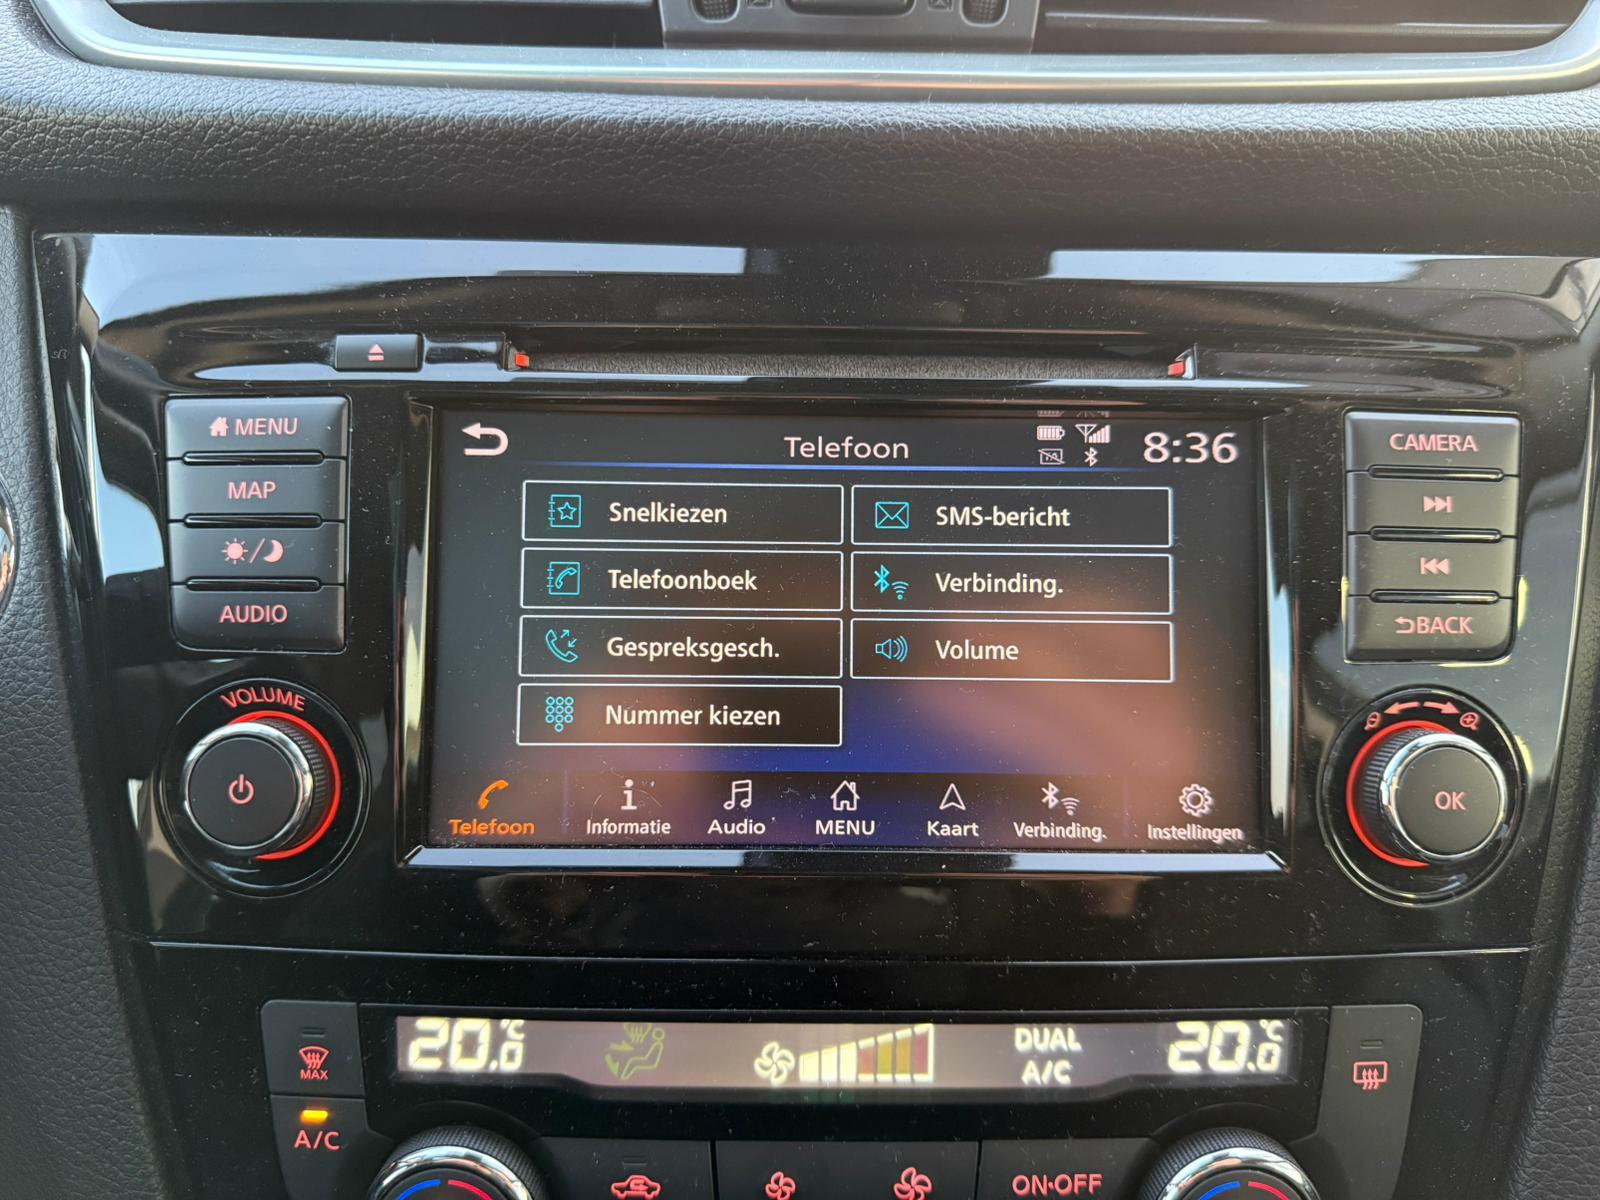 MENU
MAP
AUDIO
VOLUME
Telefoon
8:36
TA
Snelkiezen
SMS-bericht
Telefoonboek
Verbinding.
Gespreksgesch.
Volume
Nummer kiezen
Telefoon
Informatie
Audio
MENU
Kaart
Verbinding.
Instellingen
CAMERA
BACK
OK
MAX
A/C
20.0 °C
DUAL
A/C
20.0 °C
ON·OFF